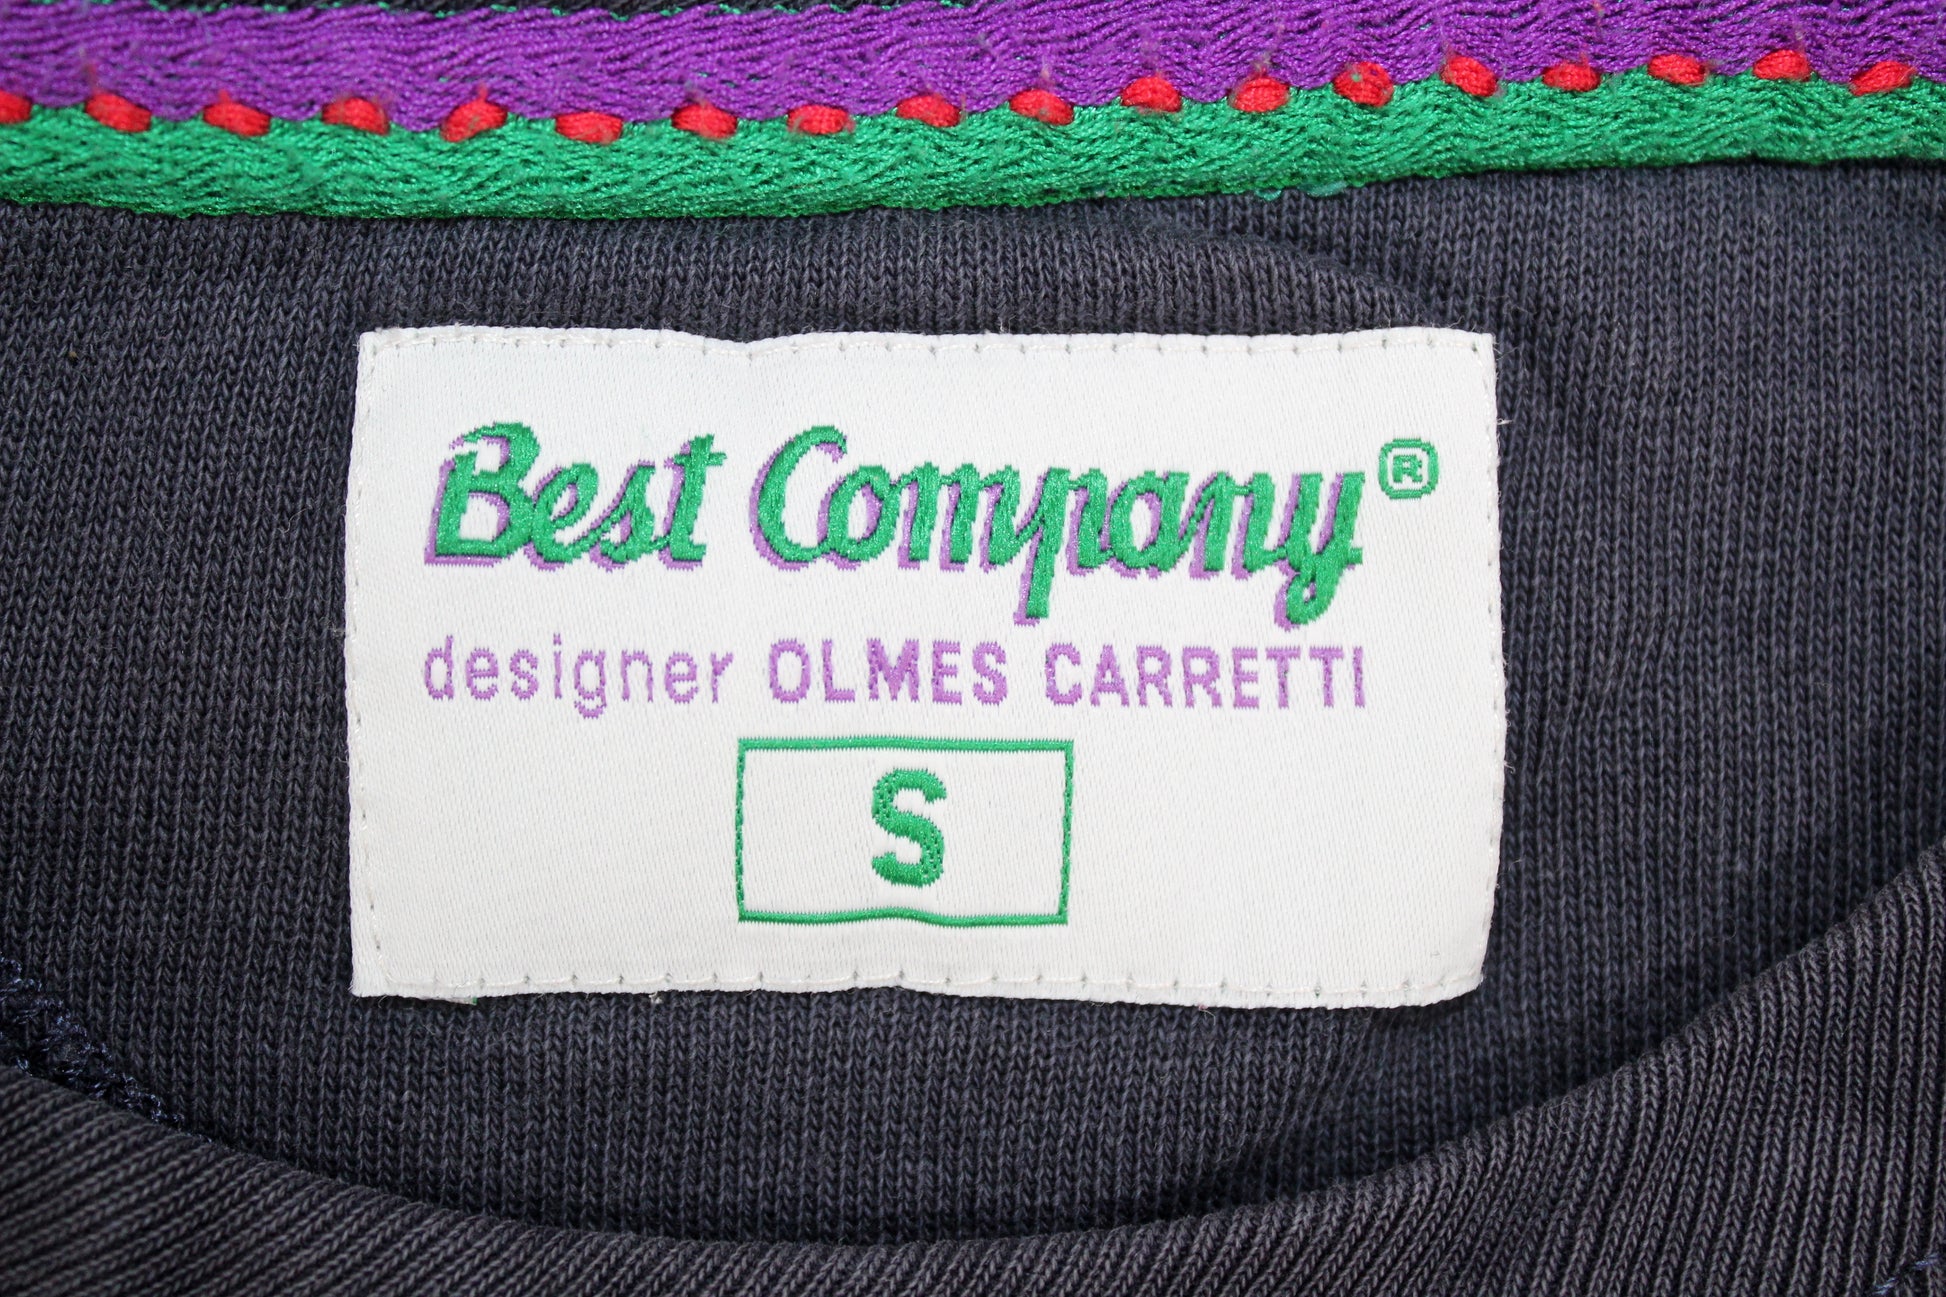 Best Company®
designer OLMES CARRETTI
S